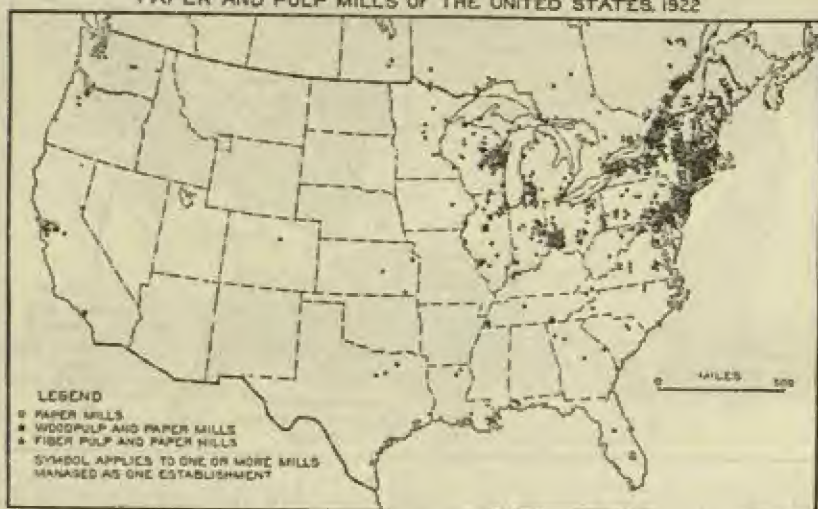 PAPER AND PULP MILLS OF THE UNITED STATES, 1922
MILES
0 500
LEGEND
PAPER MILLS
WOODPULP AND PAPER MILLS
FIBER PULP AND PAPER MILLS
SYMBOL APPLIES TO ONE OR MORE MILLS
MANAGED AS ONE ESTABLISHMENT